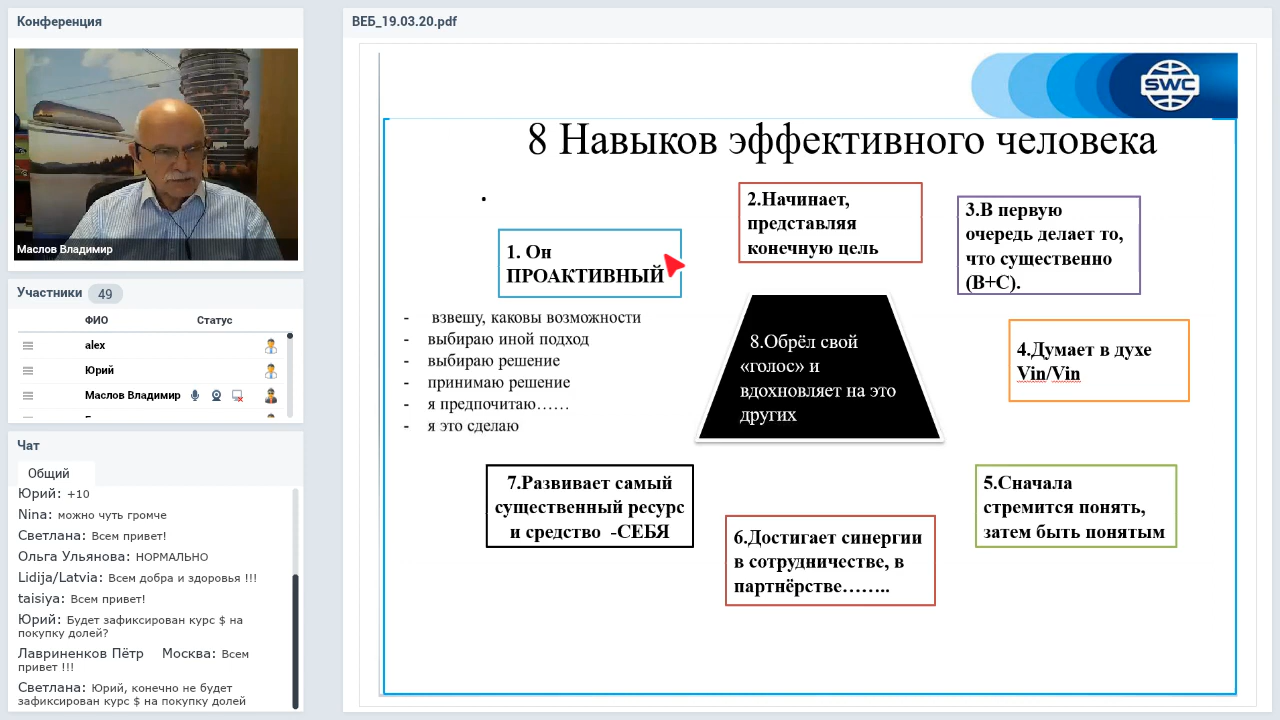 Конференция
Маслов Владимир
Участники 49
ФИО Статус
alex
Юрий
Маслов Владимир
Чат
Общий
Юрий: +10
Nina: можно чуть громче
Светлана: Всем привет!
Ольга Ульянова: НОРМАЛЬНО
Lidija/Latvia: Всем добра и здоровья !!!
taisiya: Всем привет!
Юрий: Будет зафиксирован курс $ на
покупку долей?
Лавриненков Пётр Москва: Всем
привет !!!
Светлана: Юрий, конечно не будет
зафиксирован курс $ на покупку долей
ВЕБ_19.03.20.pdf
SWC
8 Навыков эффективного человека
•
1. Он
ПРОАКТИВНЫЙ
2.Начинает,
представляя
конечную цель
3.В первую
очередь делает то,
что существенно
(В+С).
- взвешу, каковы возможности
- выбираю иной подход
- выбираю решение
- принимаю решение
- я предпочитаю……
- я это сделаю
8.Обрёл свой
«голос» и
вдохновляет на это
других
4.Думает в духе
Vin/Vin
7.Развивает самый
существенный ресурс
и средство -СЕБЯ
6.Достигает синергии
в сотрудничестве, в
партнёрстве……..
5.Сначала
стремится понять,
затем быть понятым